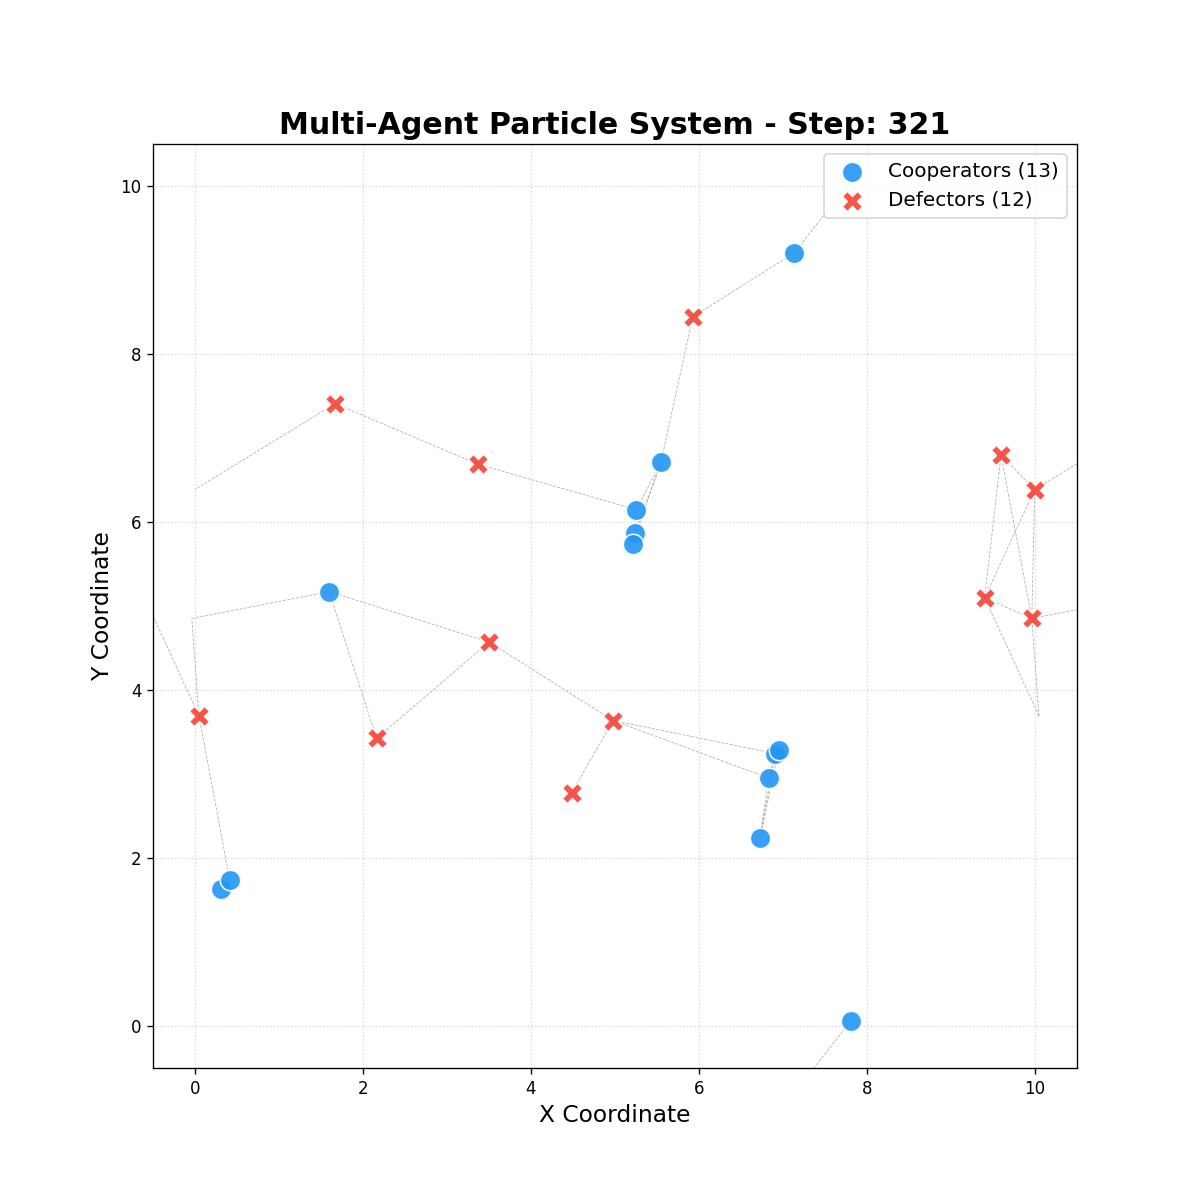 Multi-Agent Particle System - Step: 321
Cooperators (13)
Defectors (12)
10
8
6
4
2
0
Y Coordinate
0 2 4 6 8 10
X Coordinate